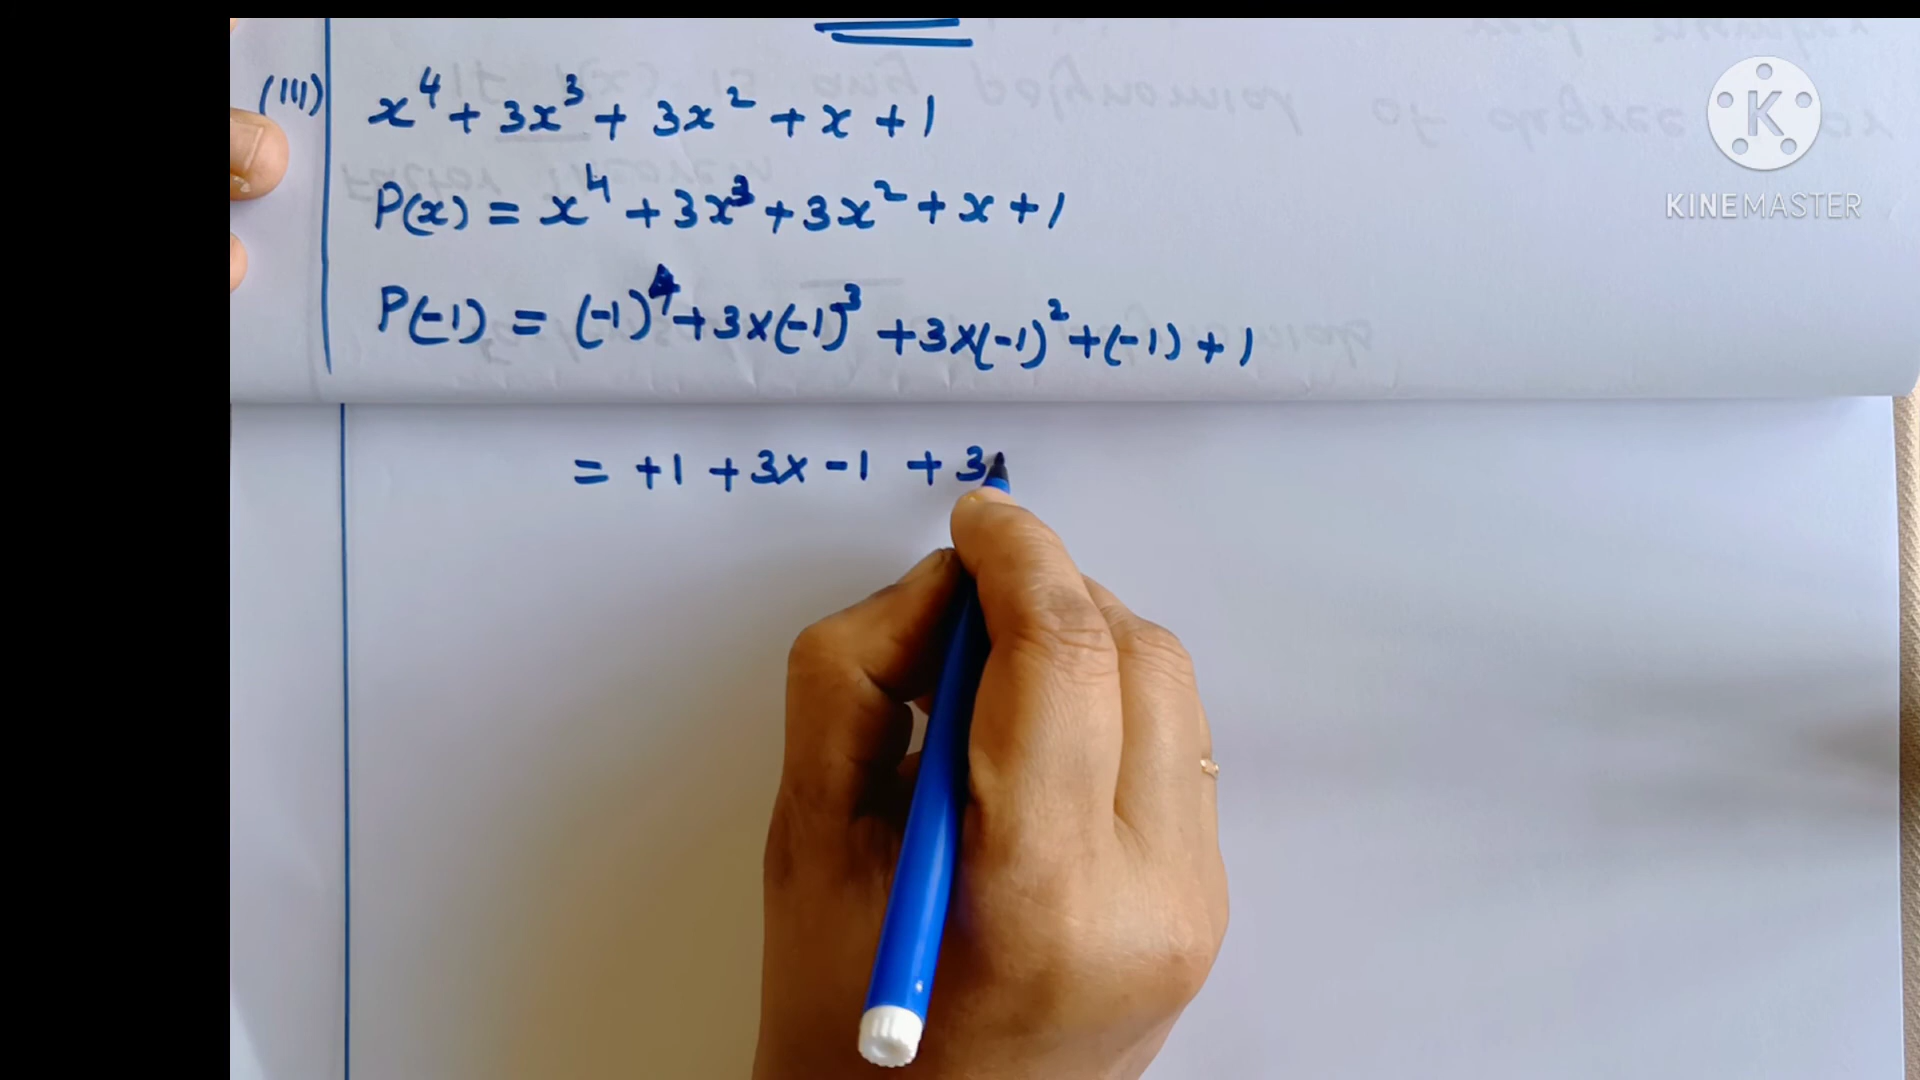 (III) x⁴ + 3x³ + 3x² + x + 1
P(x) = x⁴ + 3x³ + 3x² + x + 1
P(-1) = (-1)⁴ + 3×(-1)³ + 3×(-1)² + (-1) + 1
= +1 + 3× -1 + 3
K
KINEMASTER